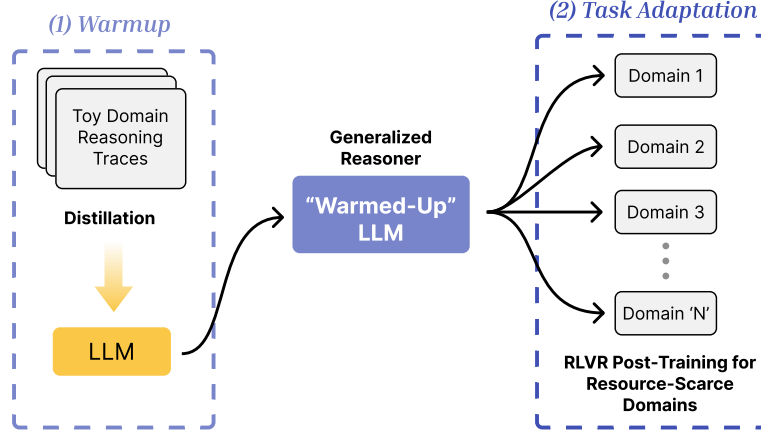 (1) Warmup
Toy Domain
Reasoning
Traces
Distillation
LLM
Generalized
Reasoner
“Warmed-Up”
LLM
(2) Task Adaptation
Domain 1
Domain 2
Domain 3
Domain ‘N’
RLVR Post-Training for
Resource-Scarce
Domains